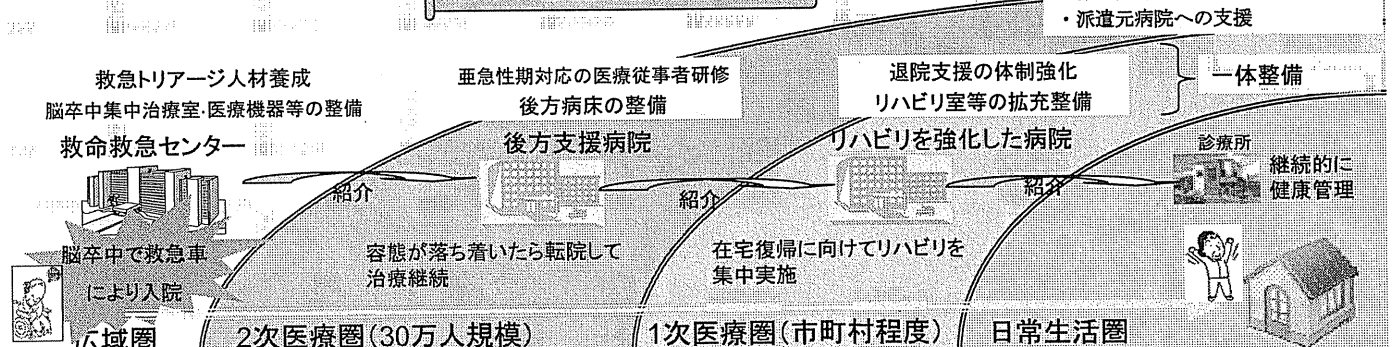 ・派遣元病院への支援
救急トリアージ人材養成
脳卒中集中治療室・医療機器等の整備
救命救急センター
亜急性期対応の医療従事者研修
後方病床の整備
後方支援病院
退院支援の体制強化
リハビリ室等の拡充整備
リハビリを強化した病院
一体整備
診療所
継続的に
健康管理
紹介
紹介
紹介
脳卒中で救急車
により入院
容態が落ち着いたら転院して
治療継続
在宅復帰に向けてリハビリを
集中実施
広域圏
2次医療圏(30万人規模)
1次医療圏(市町村程度)
日常生活圏